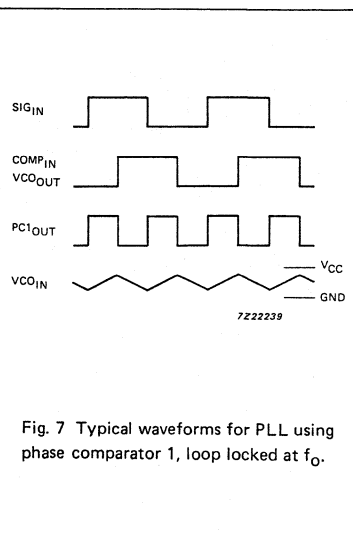 SIGIN
COMPIN
VCOOUT
PC1OUT
VCOIN
VCC
GND
7Z22239
Fig. 7 Typical waveforms for PLL using
phase comparator 1, loop locked at fo.